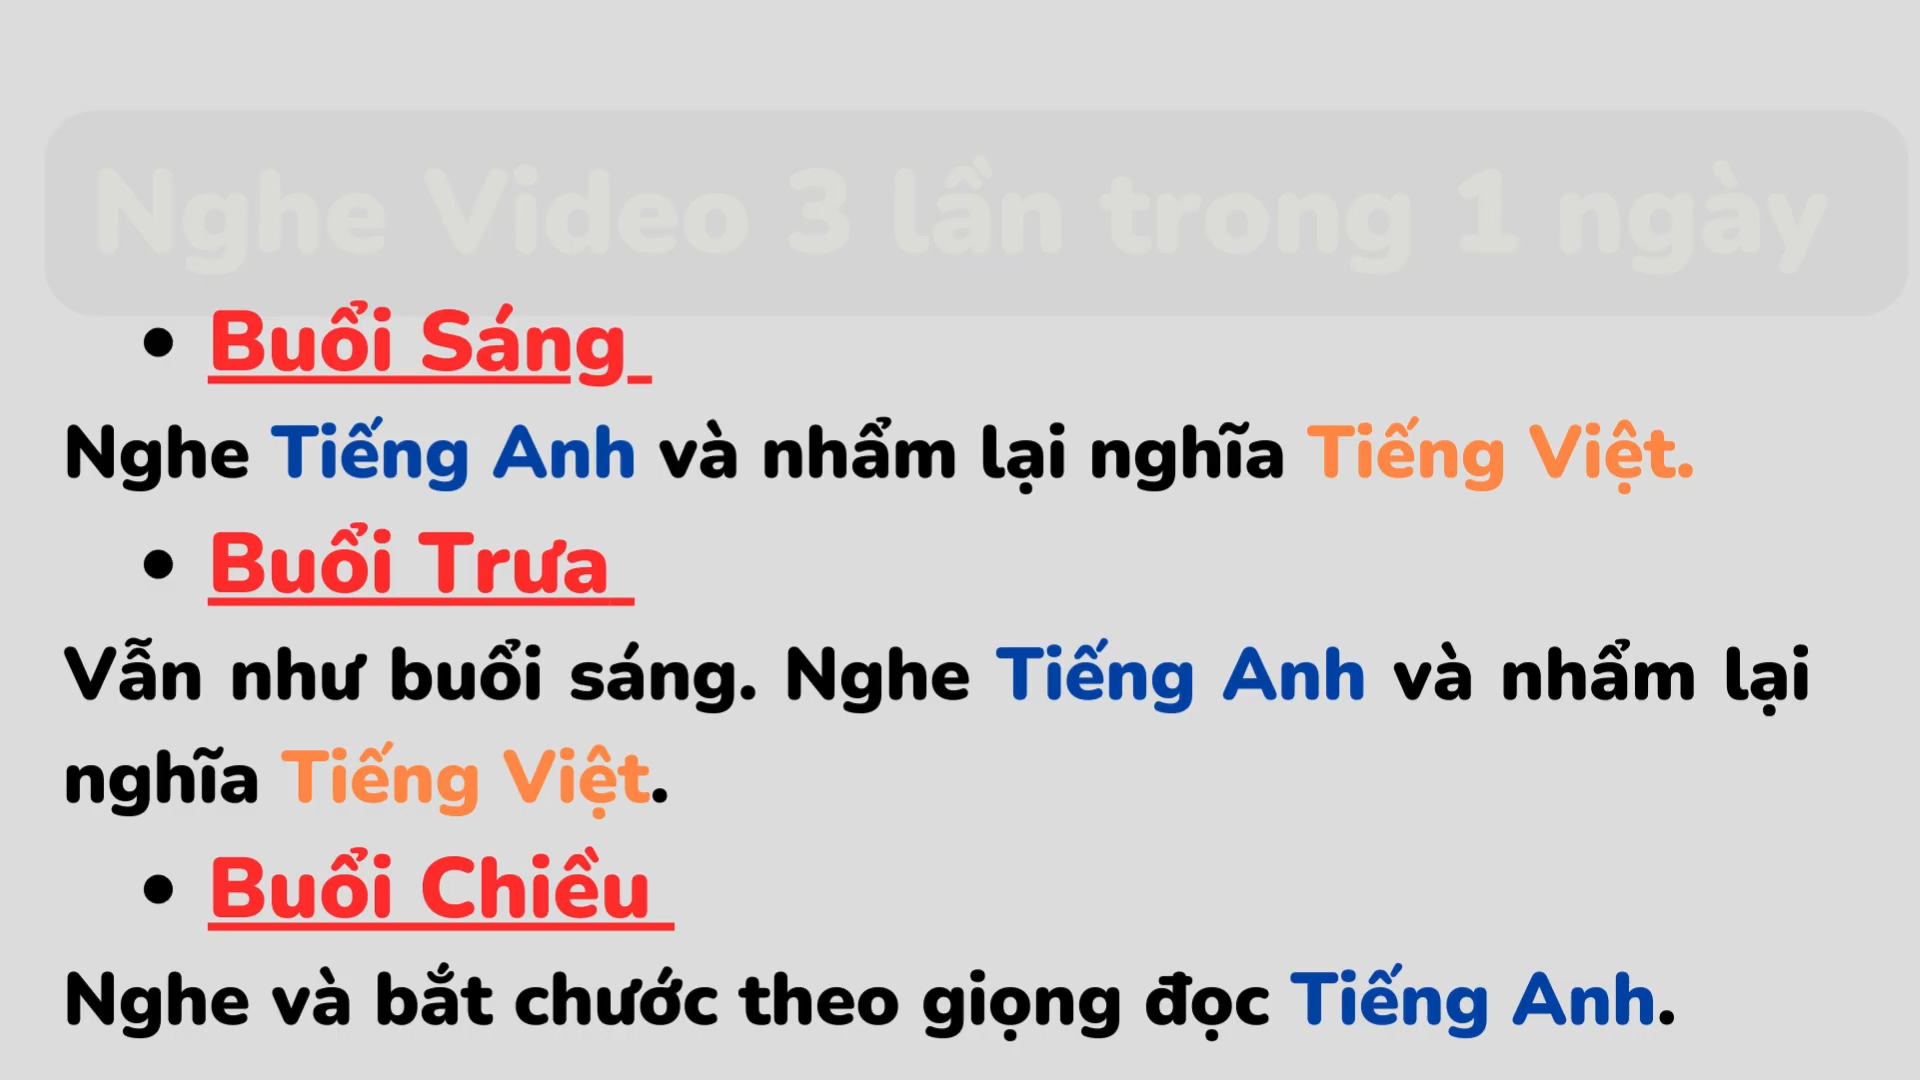 Nghe Video 3 lần trong 1 ngày
• Buổi Sáng
Nghe Tiếng Anh và nhẩm lại nghĩa Tiếng Việt.
• Buổi Trưa
Vẫn như buổi sáng. Nghe Tiếng Anh và nhẩm lại
nghĩa Tiếng Việt.
• Buổi Chiều
Nghe và bắt chước theo giọng đọc Tiếng Anh.